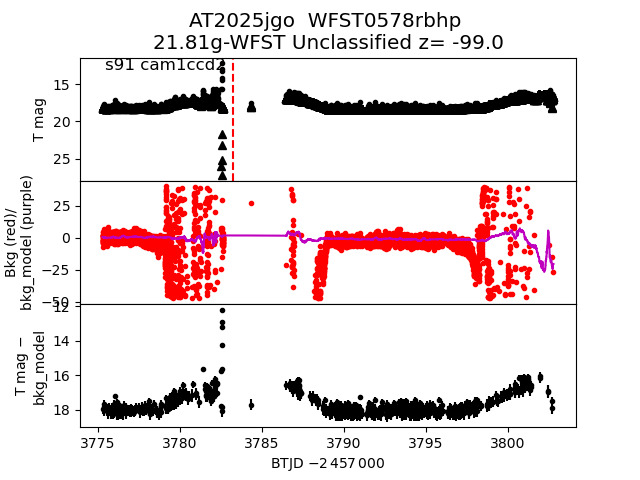 AT2025jgo  WFST0578rbhp
21.81g-WFST Unclassified z= -99.0
s91 cam1ccd2
T mag
15
20
25
Bkg (red)/
bkg_model (purple)
25
0
−25
−50
T mag −
bkg_model
12
14
16
18
3775
3780
3785
3790
3795
3800
BTJD −2 457 000